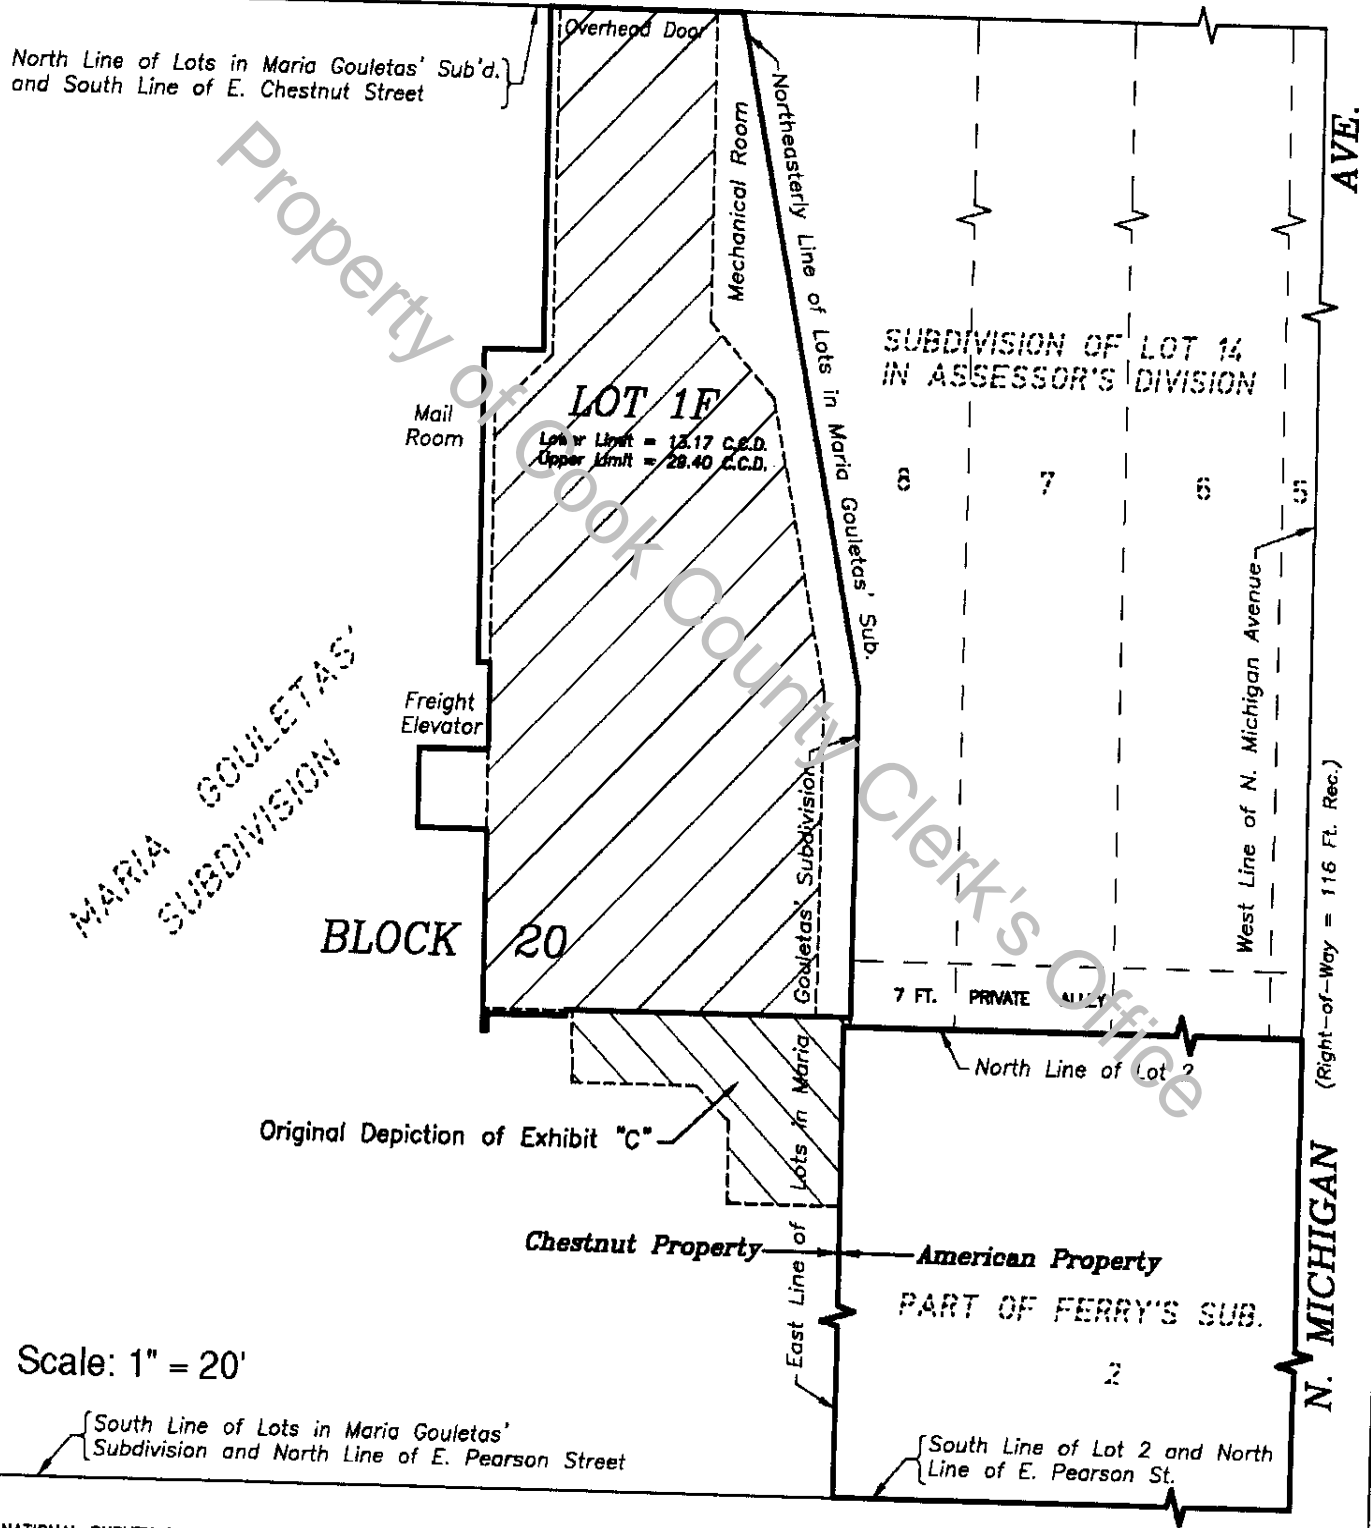 Overhead Door
North Line of Lots in Maria Gouletas' Sub'd.
and South Line of E. Chestnut Street
Mechanical Room
Northeasterly Line of Lots in Maria Gouletas' Sub.
AVE.
SUBDIVISION OF LOT 14
IN ASSESSOR'S DIVISION
LOT 1F
Lower Limit = 13.17 C.C.D.
Upper Limit = 29.40 C.C.D.
Mail
Room
8
7
6
5
West Line of N. Michigan Avenue
Freight
Elevator
MARIA GOULETAS'
SUBDIVISION
BLOCK 20
(Right-of-Way = 116 Ft. Rec.)
7 FT. PRIVATE ALLEY
North Line of Lot 2
Original Depiction of Exhibit "C"
East Line of Lots in Maria Gouletas' Subdivision
Chestnut Property
American Property
PART OF FERRY'S SUB.
2
N. MICHIGAN
Scale: 1" = 20'
South Line of Lots in Maria Gouletas'
Subdivision and North Line of E. Pearson Street
South Line of Lot 2 and North
Line of E. Pearson St.
Property of Cook County Clerk's Office